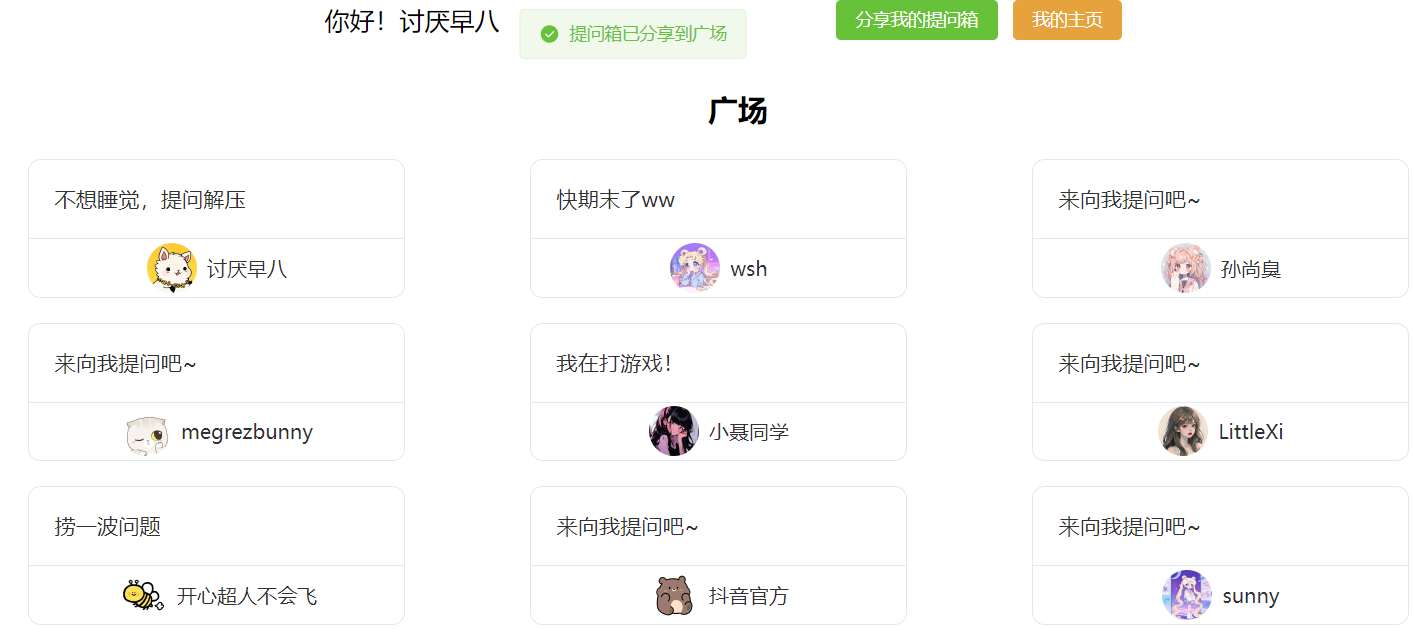 你好！讨厌早八
提问箱已分享到广场
分享我的提问箱
我的主页
广场
不想睡觉，提问解压
讨厌早八
快期末了ww
wsh
来向我提问吧~
孙尚臭
来向我提问吧~
megrezbunny
我在打游戏！
小聂同学
来向我提问吧~
LittleXi
捞一波问题
开心超人不会飞
来向我提问吧~
抖音官方
来向我提问吧~
sunny